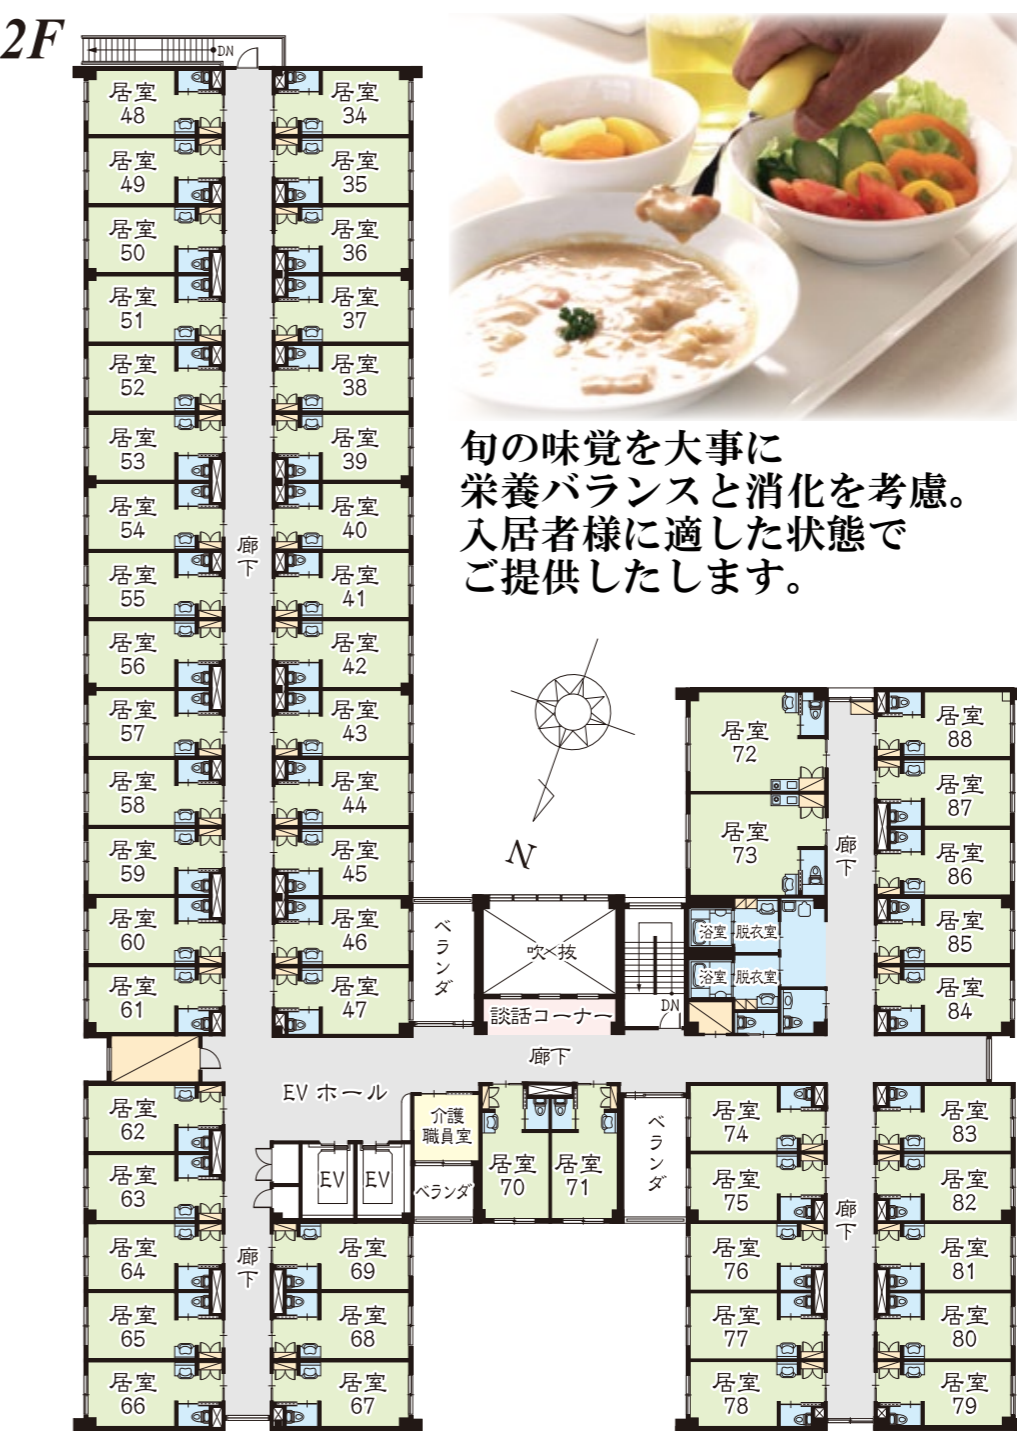 2F
DN
居室
48
居室
34
居室
49
居室
35
居室
50
居室
36
居室
51
居室
37
居室
52
居室
38
居室
53
居室
39
居室
54
居室
40
廊下
居室
55
居室
41
居室
56
居室
42
居室
57
居室
43
居室
58
居室
44
居室
59
居室
45
居室
60
居室
46
居室
61
居室
47
旬の味覚を大事に
栄養バランスと消化を考慮。
入居者様に適した状態で
ご提供したします。
N
居室
72
居室
88
居室
73
居室
87
廊下
居室
86
居室
85
居室
84
浴室
脱衣室
浴室
脱衣室
ベランダ
吹抜
談話コーナー
DN
廊下
EVホール
介護
職員室
EV
EV
ベランダ
居室
70
居室
71
ベランダ
居室
62
居室
63
居室
64
居室
69
廊下
居室
65
居室
68
居室
66
居室
67
居室
74
居室
83
居室
75
居室
82
廊下
居室
76
居室
81
居室
77
居室
80
居室
78
居室
79